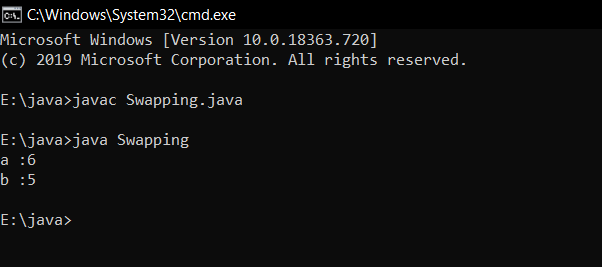 C:\Windows\System32\cmd.exe
Microsoft Windows [Version 10.0.18363.720]
(c) 2019 Microsoft Corporation. All rights reserved.
E:\java>javac Swapping.java
E:\java>java Swapping
a :6
b :5
E:\java>